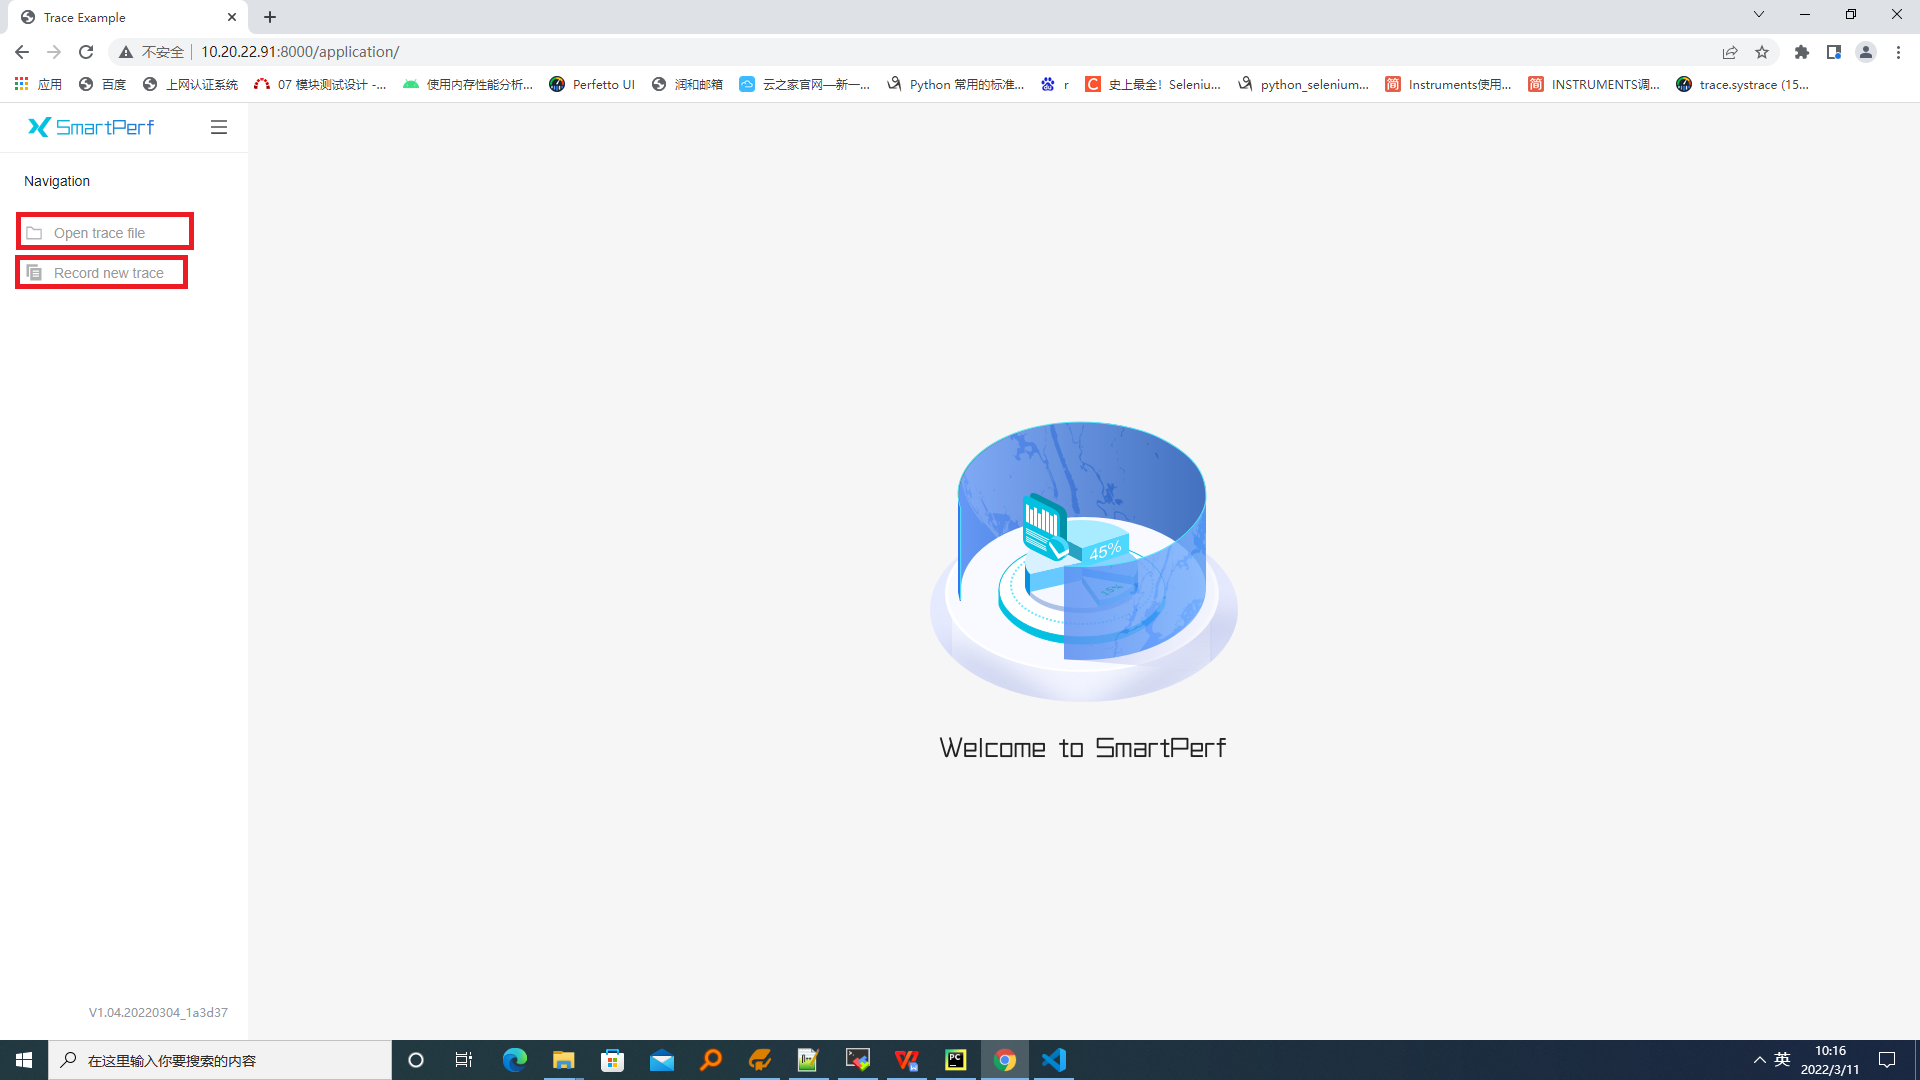 Trace Example
不安全 10.20.22.91:8000/application/
应用 百度 上网认证系统 07 模块测试设计 -... 使用内存性能分析... Perfetto UI 润和邮箱 云之家官网—新一... Python 常用的标准... r 史上最全！Seleniu... python_selenium... Instruments使用... INSTRUMENTS调... trace.systrace (15...
SmartPerf
Navigation
Open trace file
Record new trace
45%
15%
Welcome to SmartPerf
V1.04.20220304_1a3d37
在这里输入你要搜索的内容
英
10:16
2022/3/11